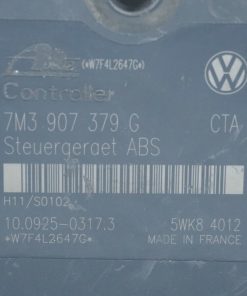 ate (*W7F4L2647G*)
Controller
7M3 907 379 G CTA
Steuergeraet ABS
H11/S0102
10.0925-0317.3 5WK8 4012
*W7F4L2647G* MADE IN FRANCE